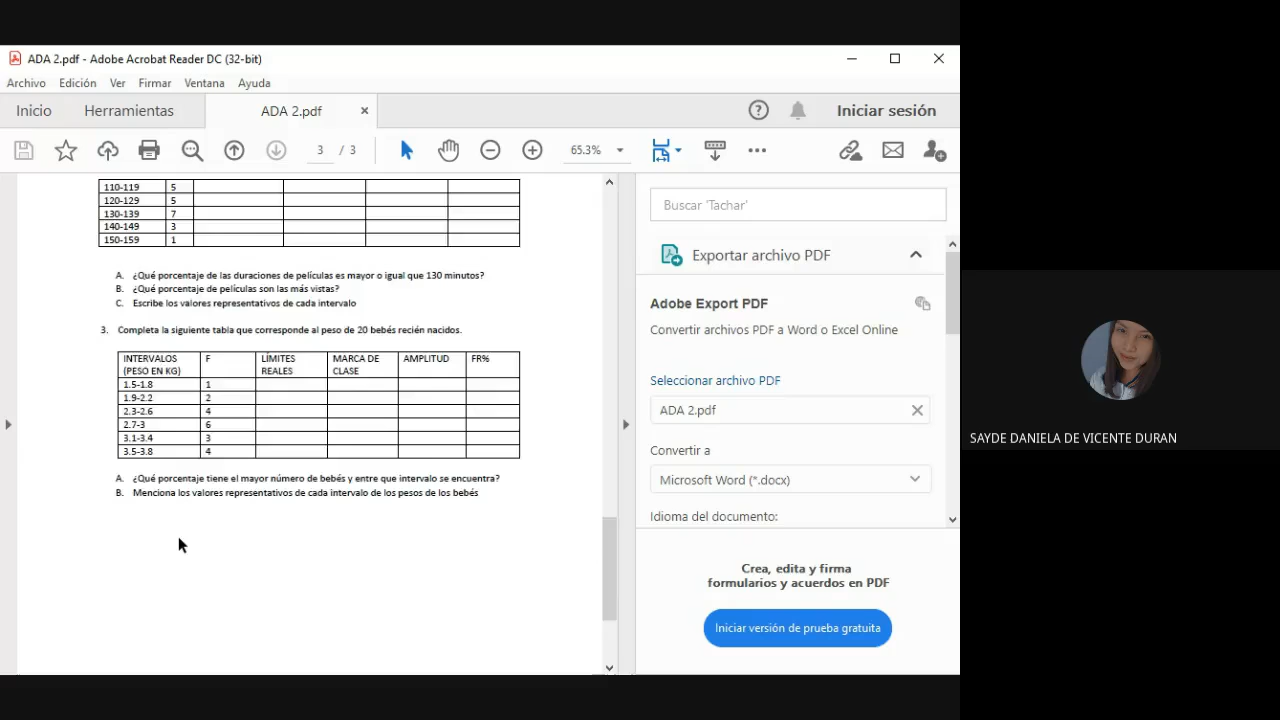 ADA 2.pdf - Adobe Acrobat Reader DC (32-bit)
Archivo Edición Ver Firmar Ventana Ayuda
Inicio Herramientas ADA 2.pdf Iniciar sesión
3 / 3 65.3%
110-119 5
120-129 5
130-139 7
140-149 3
150-159 1
A. ¿Qué porcentaje de las duraciones de películas es mayor o igual que 130 minutos?
B. ¿Qué porcentaje de películas son las más vistas?
C. Escribe los valores representativos de cada intervalo
3. Completa la siguiente tabla que corresponde al peso de 20 bebés recién nacidos.
INTERVALOS (PESO EN KG) F LÍMITES REALES MARCA DE CLASE AMPLITUD FR%
1.5-1.8 1
1.9-2.2 2
2.3-2.6 4
2.7-3 6
3.1-3.4 3
3.5-3.8 4
A. ¿Qué porcentaje tiene el mayor número de bebés y entre que intervalo se encuentra?
B. Menciona los valores representativos de cada intervalo de los pesos de los bebés
Buscar 'Tachar'
Exportar archivo PDF
Adobe Export PDF
Convertir archivos PDF a Word o Excel Online
Seleccionar archivo PDF
ADA 2.pdf
Convertir a
Microsoft Word (*.docx)
Idioma del documento:
Crea, edita y firma
formularios y acuerdos en PDF
Iniciar versión de prueba gratuita
SAYDE DANIELA DE VICENTE DURAN